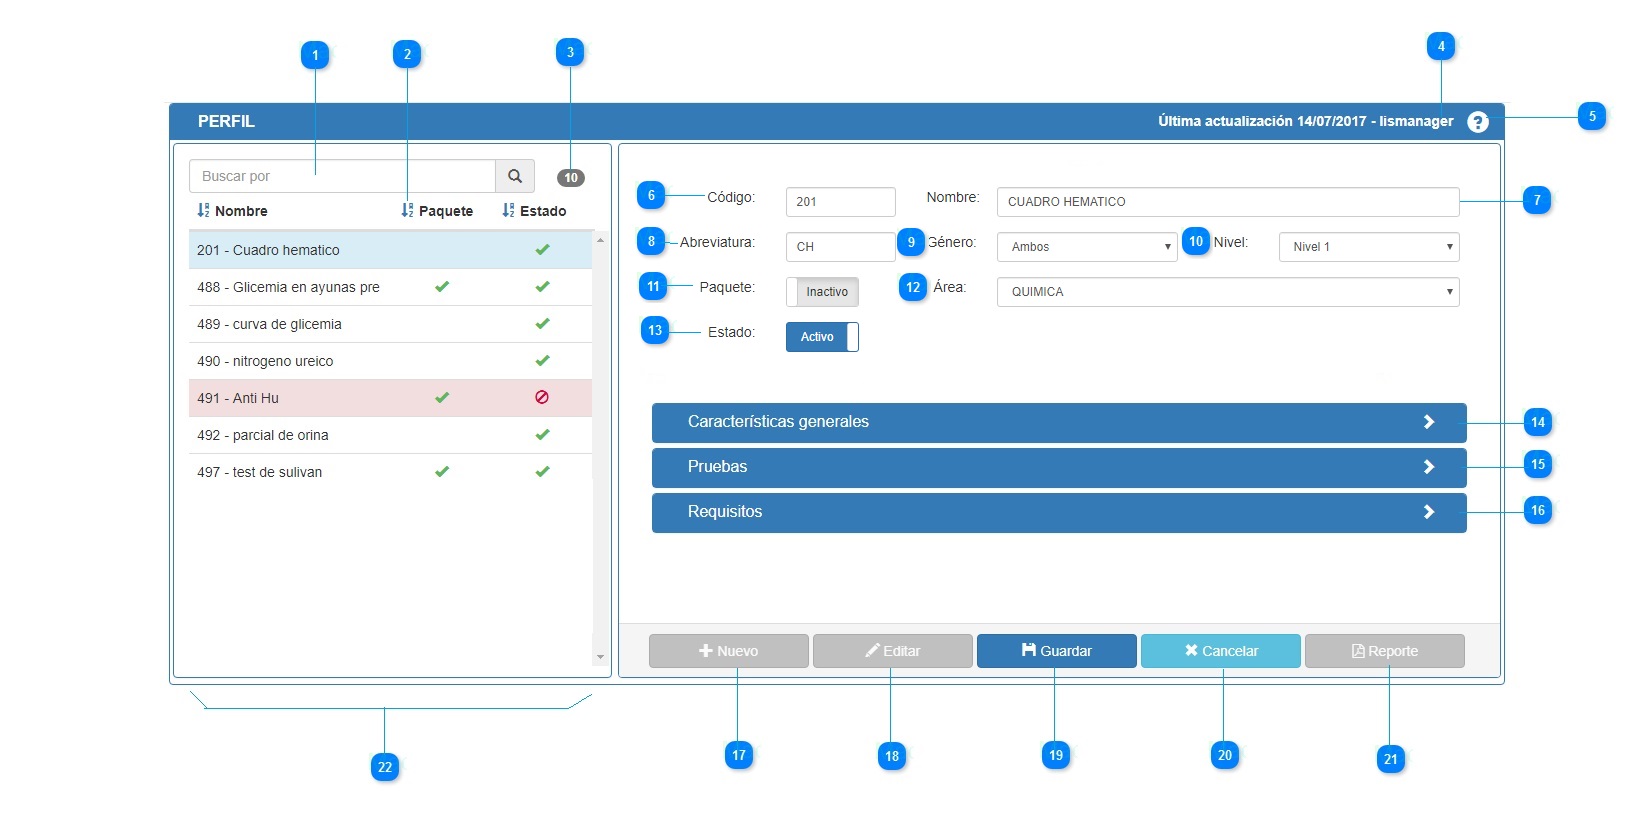 1
2
3
4
5
PERFIL
Última actualización 14/07/2017 - lismanager ?
Buscar por
10
Nombre Paquete Estado
201 - Cuadro hematico
488 - Glicemia en ayunas pre
489 - curva de glicemia
490 - nitrogeno ureico
491 - Anti Hu
492 - parcial de orina
497 - test de sulivan
6 Código: 201 Nombre: CUADRO HEMATICO 7
8 Abreviatura: CH 9 Género: Ambos 10 Nivel: Nivel 1
11 Paquete: Inactivo 12 Área: QUIMICA
13 Estado: Activo
Características generales 14
Pruebas 15
Requisitos 16
Nuevo Editar Guardar Cancelar Reporte
17 18 19 20 21
22